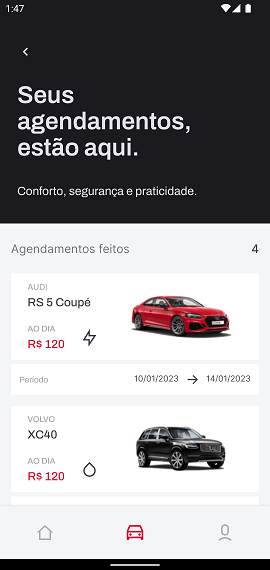 1:47
Seus
agendamentos,
estão aqui.
Conforto, segurança e praticidade.
Agendamentos feitos 4
AUDI
RS 5 Coupé
AO DIA
R$ 120
Período 10/01/2023 → 14/01/2023
VOLVO
XC40
AO DIA
R$ 120